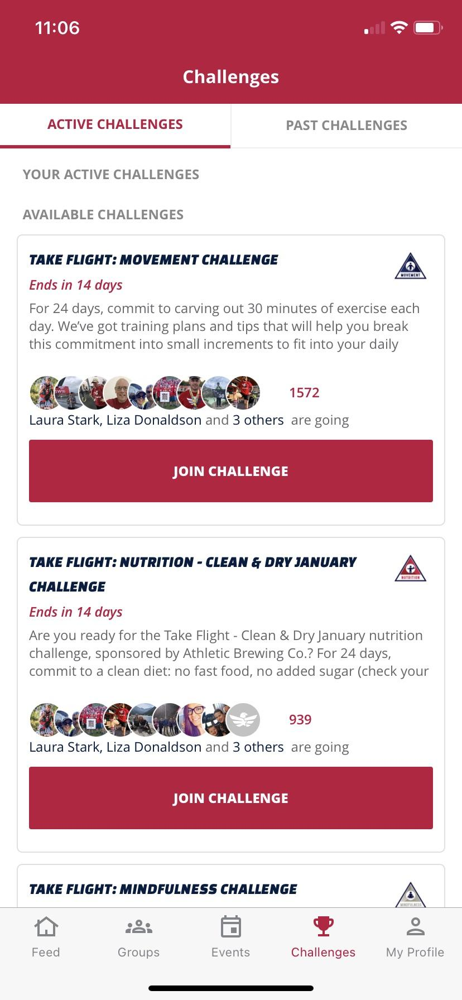 11:06
Challenges
ACTIVE CHALLENGES
PAST CHALLENGES
YOUR ACTIVE CHALLENGES
AVAILABLE CHALLENGES
TAKE FLIGHT: MOVEMENT CHALLENGE
MOVEMENT
Ends in 14 days
For 24 days, commit to carving out 30 minutes of exercise each
day. We’ve got training plans and tips that will help you break
this commitment into small increments to fit into your daily
1572
Laura Stark, Liza Donaldson and 3 others are going
JOIN CHALLENGE
TAKE FLIGHT: NUTRITION - CLEAN & DRY JANUARY
CHALLENGE
NUTRITION
Ends in 14 days
Are you ready for the Take Flight - Clean & Dry January nutrition
challenge, sponsored by Athletic Brewing Co.? For 24 days,
commit to a clean diet: no fast food, no added sugar (check your
939
Laura Stark, Liza Donaldson and 3 others are going
JOIN CHALLENGE
TAKE FLIGHT: MINDFULNESS CHALLENGE
MINDFULNESS
Feed
Groups
Events
Challenges
My Profile